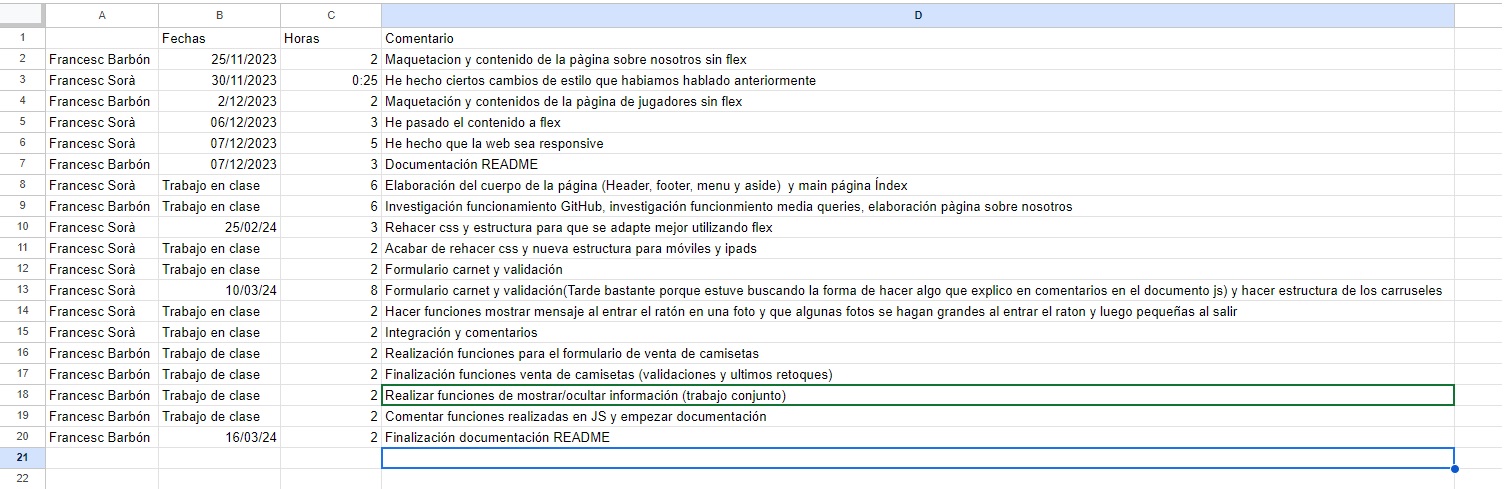 A B C D
1 Fechas Horas Comentario
2 Francesc Barbón 25/11/2023 2 Maquetacion y contenido de la pàgina sobre nosotros sin flex
3 Francesc Sorà 30/11/2023 0:25 He hecho ciertos cambios de estilo que habiamos hablado anteriormente
4 Francesc Barbón 2/12/2023 2 Maquetación y contenidos de la pàgina de jugadores sin flex
5 Francesc Sorà 06/12/2023 3 He pasado el contenido a flex
6 Francesc Sorà 07/12/2023 5 He hecho que la web sea responsive
7 Francesc Barbón 07/12/2023 3 Documentación README
8 Francesc Sorà Trabajo en clase 6 Elaboración del cuerpo de la página (Header, footer, menu y aside) y main página Índex
9 Francesc Barbón Trabajo en clase 6 Investigación funcionamiento GitHub, investigación funcionmiento media queries, elaboración pàgina sobre nosotros
10 Francesc Sorà 25/02/24 3 Rehacer css y estructura para que se adapte mejor utilizando flex
11 Francesc Sorà Trabajo en clase 2 Acabar de rehacer css y nueva estructura para móviles y ipads
12 Francesc Sorà Trabajo en clase 2 Formulario carnet y validación
13 Francesc Sorà 10/03/24 8 Formulario carnet y validación(Tarde bastante porque estuve buscando la forma de hacer algo que explico en comentarios en el documento js) y hacer estructura de los carruseles
14 Francesc Sorà Trabajo en clase 2 Hacer funciones mostrar mensaje al entrar el ratón en una foto y que algunas fotos se hagan grandes al entrar el raton y luego pequeñas al salir
15 Francesc Sorà Trabajo en clase 2 Integración y comentarios
16 Francesc Barbón Trabajo de clase 2 Realización funciones para el formulario de venta de camisetas
17 Francesc Barbón Trabajo de clase 2 Finalización funciones venta de camisetas (validaciones y ultimos retoques)
18 Francesc Barbón Trabajo de clase 2 Realizar funciones de mostrar/ocultar información (trabajo conjunto)
19 Francesc Barbón Trabajo de clase 2 Comentar funciones realizadas en JS y empezar documentación
20 Francesc Barbón 16/03/24 2 Finalización documentación README
21
22